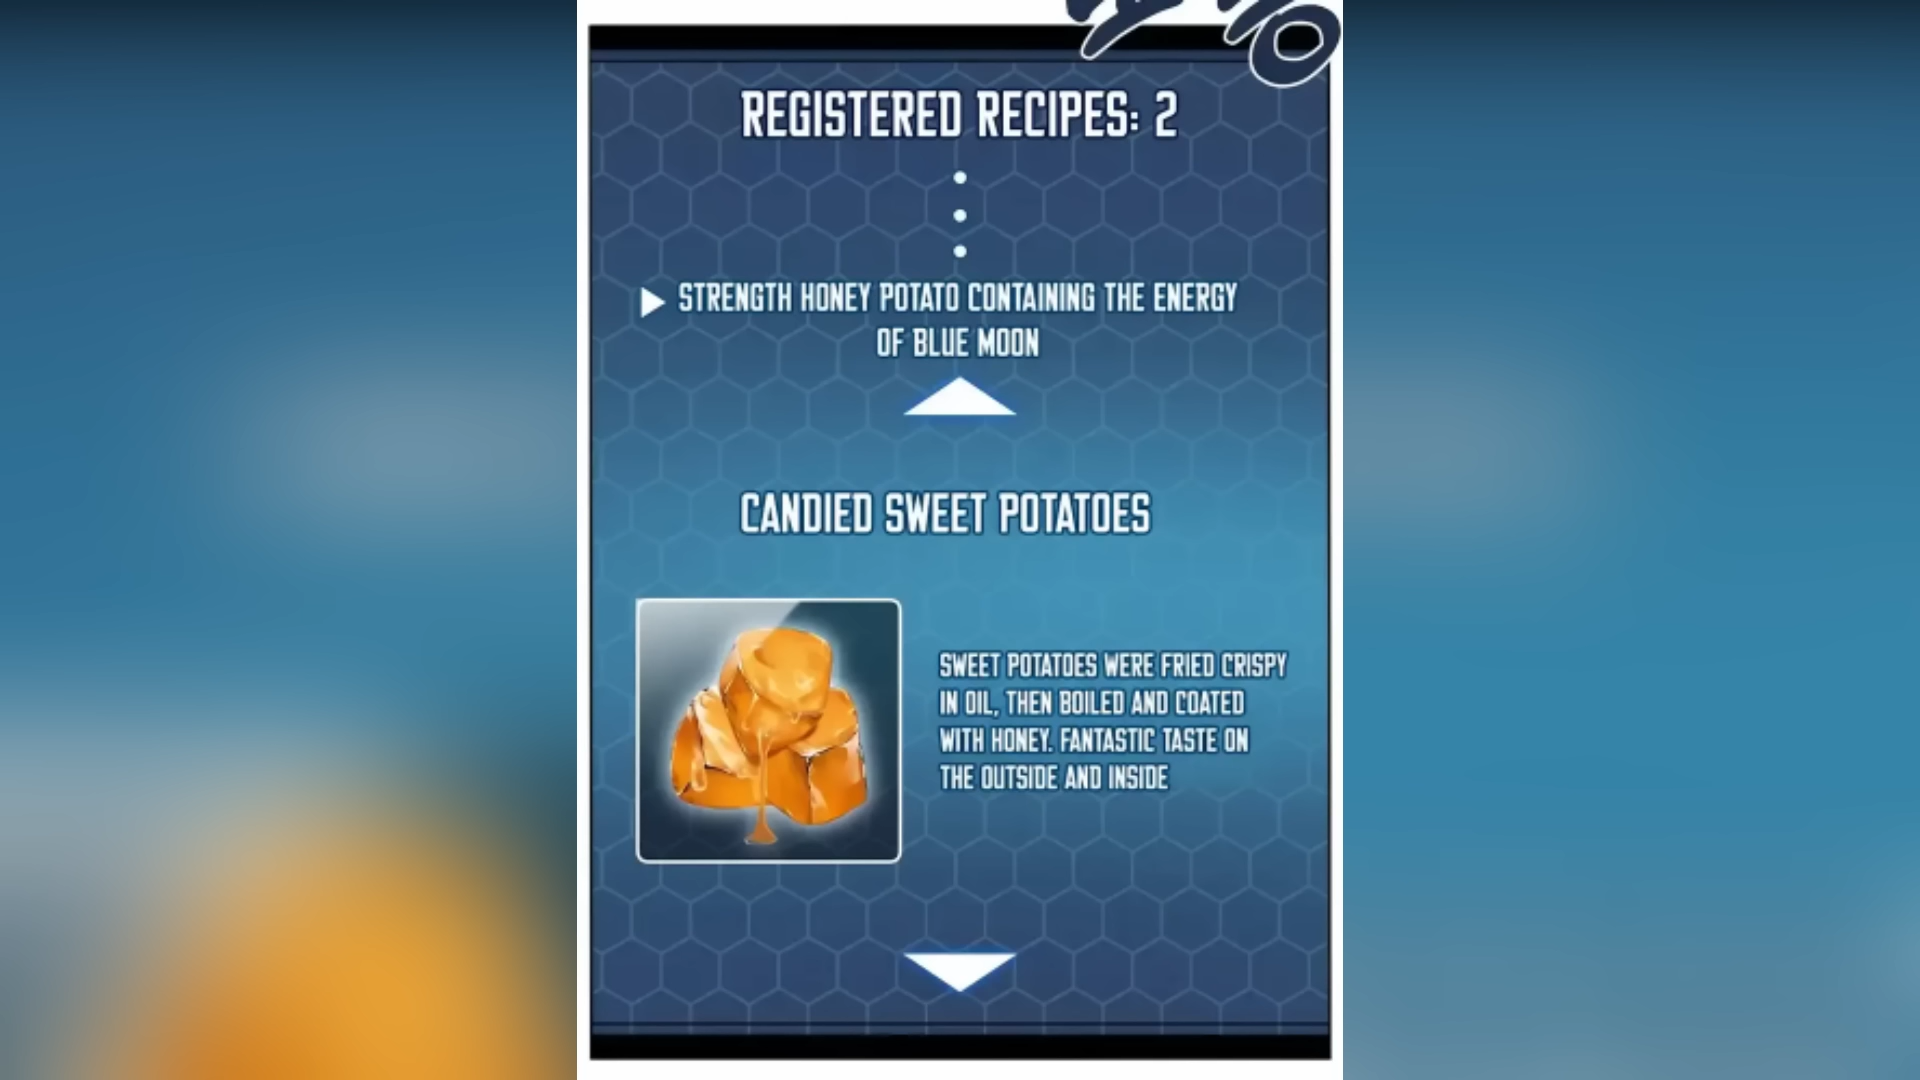 REGISTERED RECIPES: 2
STRENGTH HONEY POTATO CONTAINING THE ENERGY
OF BLUE MOON
CANDIED SWEET POTATOES
SWEET POTATOES WERE FRIED CRISPY
IN OIL, THEN BOILED AND COATED
WITH HONEY. FANTASTIC TASTE ON
THE OUTSIDE AND INSIDE